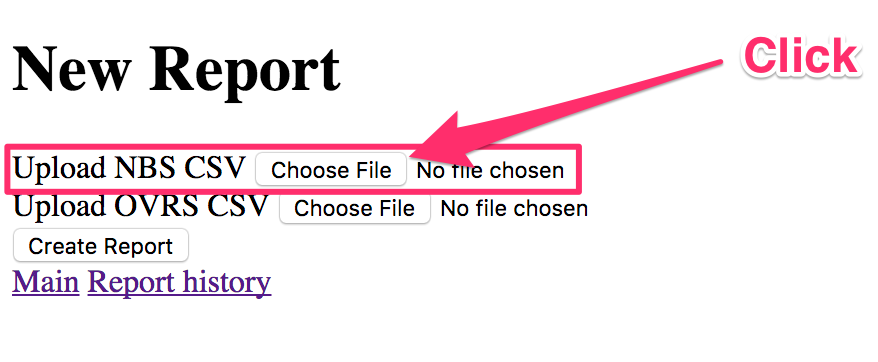 New Report
Click
Upload NBS CSV Choose File No file chosen
Upload OVRS CSV Choose File No file chosen
Create Report
Main Report history